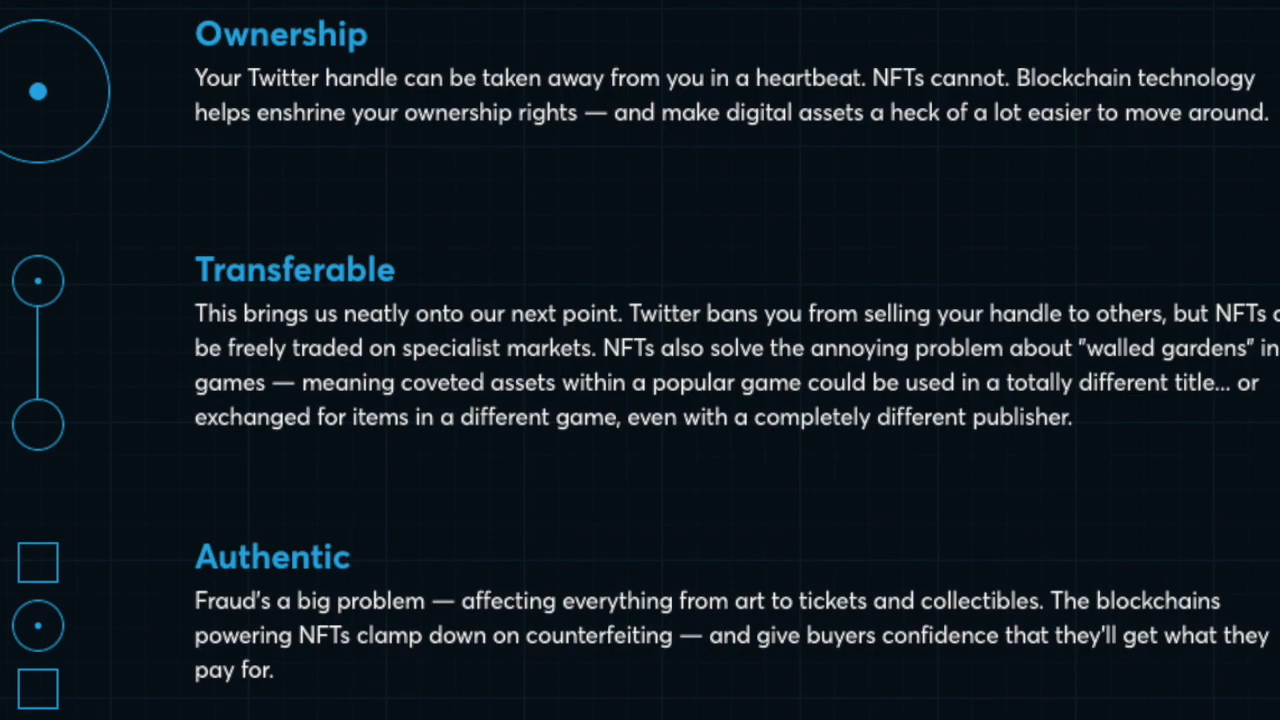 Ownership
Your Twitter handle can be taken away from you in a heartbeat. NFTs cannot. Blockchain technology
helps enshrine your ownership rights — and make digital assets a heck of a lot easier to move around.
Transferable
This brings us neatly onto our next point. Twitter bans you from selling your handle to others, but NFTs
be freely traded on specialist markets. NFTs also solve the annoying problem about "walled gardens" in
games — meaning coveted assets within a popular game could be used in a totally different title... or
exchanged for items in a different game, even with a completely different publisher.
Authentic
Fraud's a big problem — affecting everything from art to tickets and collectibles. The blockchains
powering NFTs clamp down on counterfeiting — and give buyers confidence that they'll get what they
pay for.